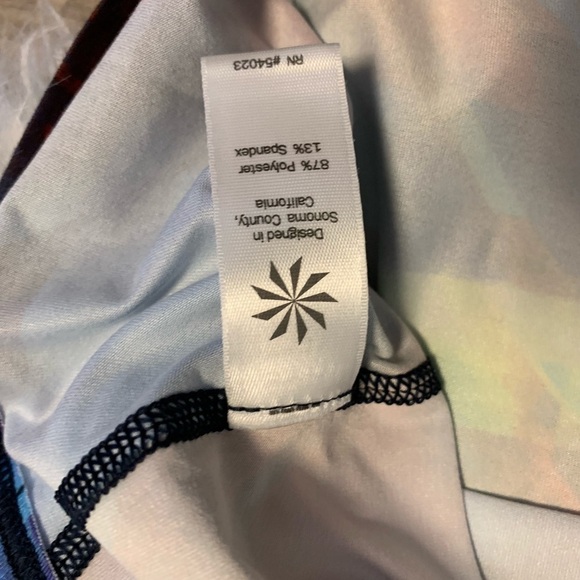 Designed in
Sonoma County,
California
87% Polyester
13% Spandex
RN #54023